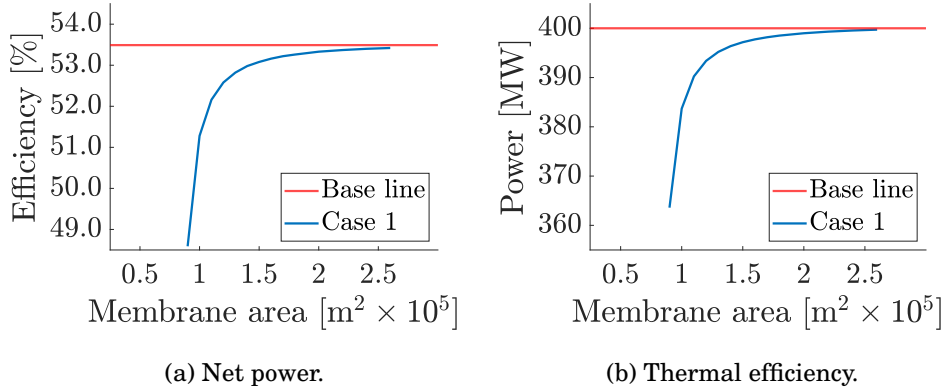 54.0
53.0
52.0
51.0
50.0
49.0
Efficiency [%]
Base line
Case 1
0.5 1 1.5 2 2.5
Membrane area [m² × 10⁵]
(a) Net power.
400
390
380
370
360
Power [MW]
Base line
Case 1
0.5 1 1.5 2 2.5
Membrane area [m² × 10⁵]
(b) Thermal efficiency.